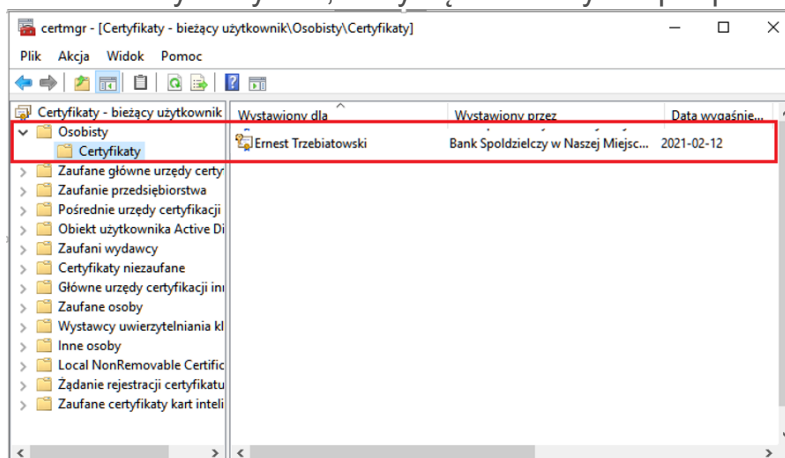 certmgr - [Certyfikaty - bieżący użytkownik\Osobisty\Certyfikaty]
Plik Akcja Widok Pomoc
Certyfikaty - bieżący użytkownik
Osobisty
Certyfikaty
Zaufane główne urzędy certy
Zaufanie przedsiębiorstwa
Pośrednie urzędy certyfikacji
Obiekt użytkownika Active Di
Zaufani wydawcy
Certyfikaty niezaufane
Główne urzędy certyfikacji inn
Zaufane osoby
Wystawcy uwierzytelniania kl
Inne osoby
Local NonRemovable Certific
Żądanie rejestracji certyfikatu
Zaufane certyfikaty kart inteli
Wystawiony dla Wystawiony przez Data wygaśnie...
Ernest Trzebiatowski Bank Spoldzielczy w Naszej Miejsc... 2021-02-12